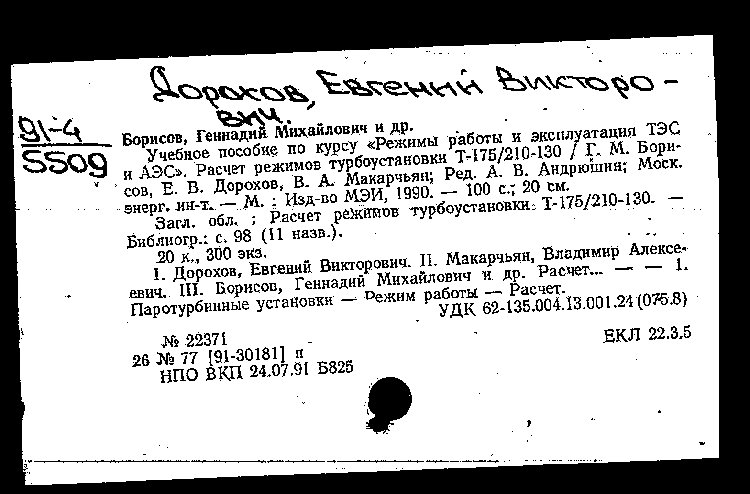 Дорохов, Евгений Викторо-
вич.
91-4
5509
Борисов, Геннадий Михайлович и др.
Учебное пособие по курсу «Режимы работы и эксплуатация ТЭС
и АЭС». Расчет режимов турбоустановки Т-175/210-130 / Г. М. Бори-
сов, Е. В. Дорохов, В. А. Макарчьян; Ред. А. В. Андрюшин; Моск.
энерг. ин-т. — М. : Изд-во МЭИ, 1990. — 100 с.; 20 см.
Загл. обл. : Расчет режимов турбоустановки Т-175/210-130. —
Библиогр.: с. 98 (11 назв.).
20 к., 300 экз.
I. Дорохов, Евгений Викторович. II. Макарчьян, Владимир Алексе-
евич. III. Борисов, Геннадий Михайлович и др. Расчет... — — 1.
Паротурбинные установки — Режим работы — Расчет.
УДК 62-135.004.13.001.24 (075.8)
№ 22371
ЕКЛ 22.3.5
26 № 77 [91-30181] п
НПО ВКП 24.07.91 Б825